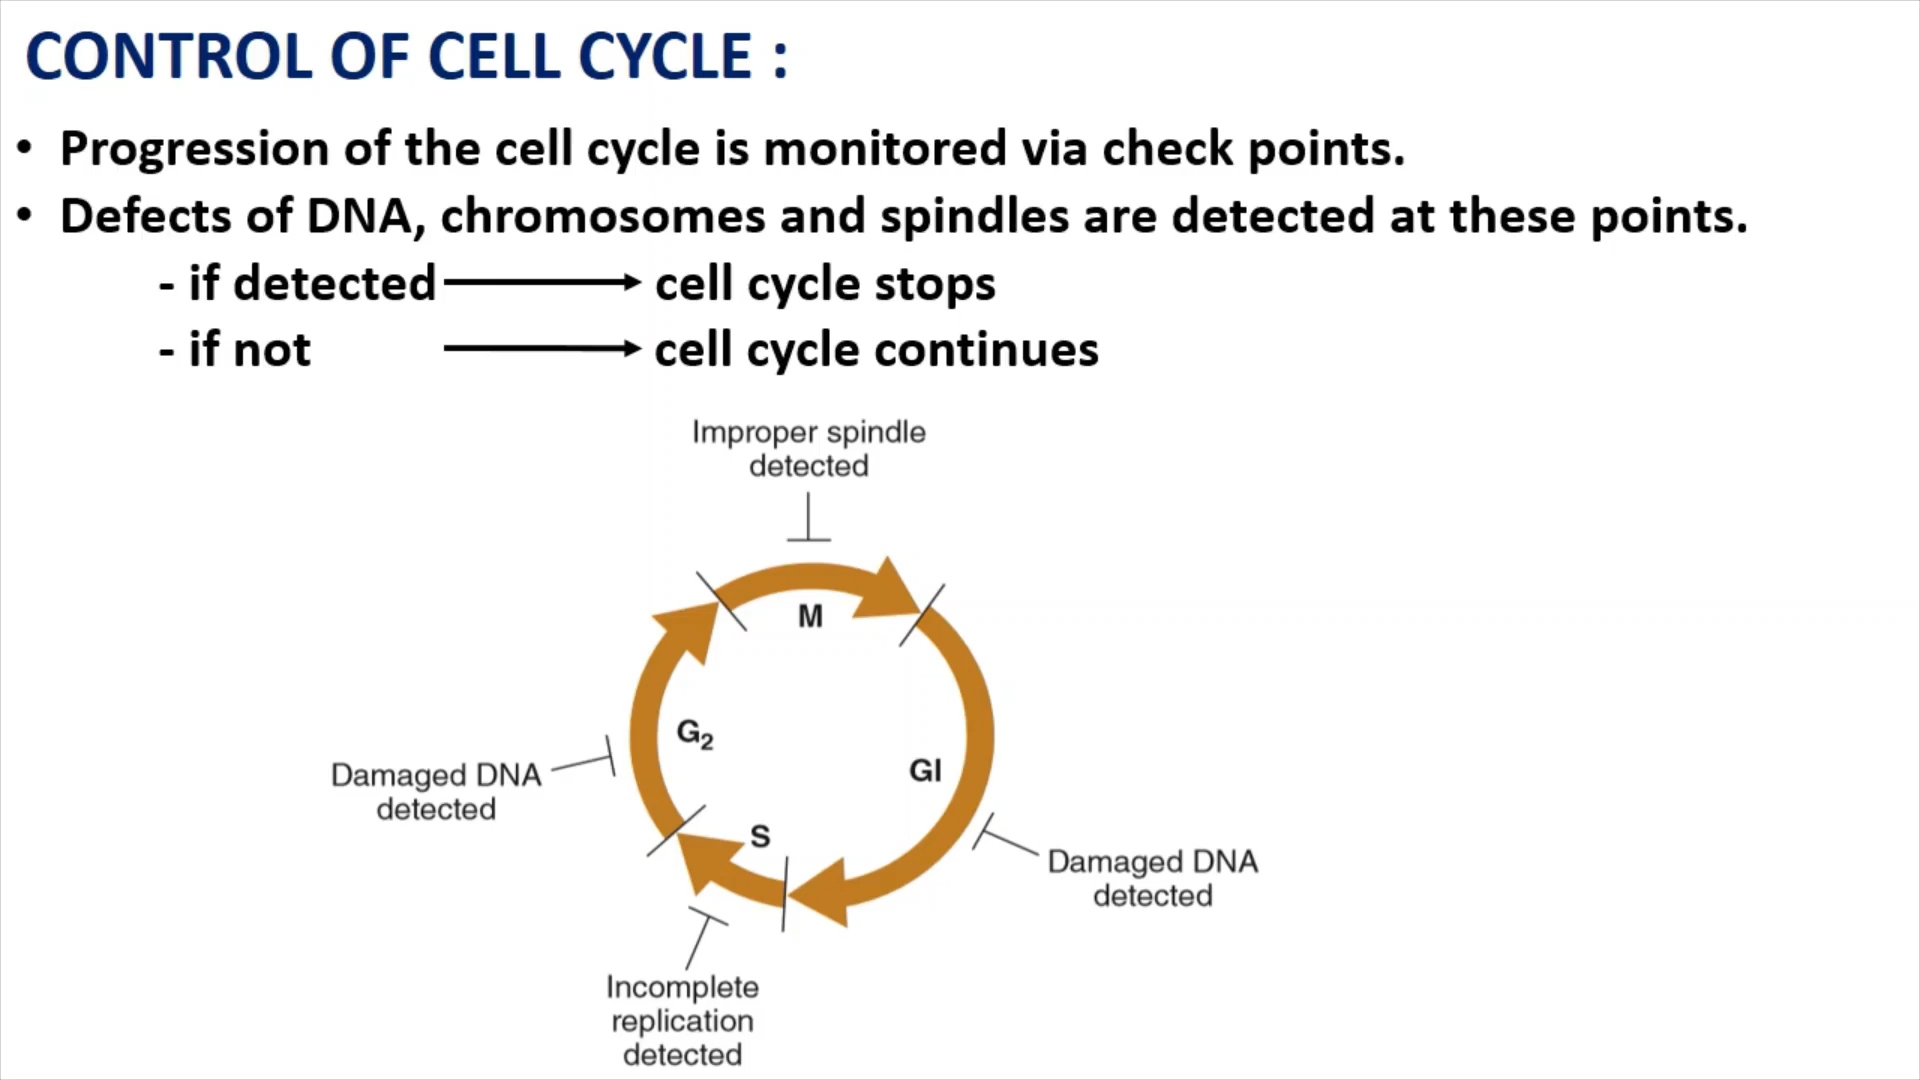 CONTROL OF CELL CYCLE :
• Progression of the cell cycle is monitored via check points.
• Defects of DNA, chromosomes and spindles are detected at these points.
- if detected → cell cycle stops
- if not → cell cycle continues
Improper spindle
detected
M
G₂
GI
S
Damaged DNA
detected
Damaged DNA
detected
Incomplete
replication
detected